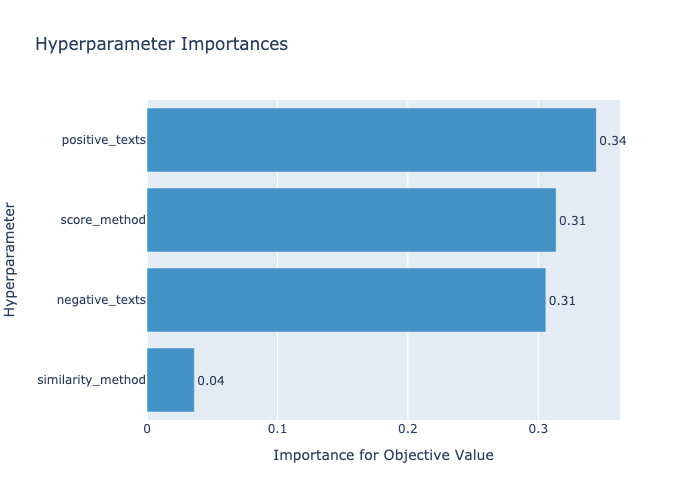 Hyperparameter Importances
positive_texts
0.34
score_method
0.31
negative_texts
0.31
similarity_method
0.04
Hyperparameter
0
0.1
0.2
0.3
Importance for Objective Value